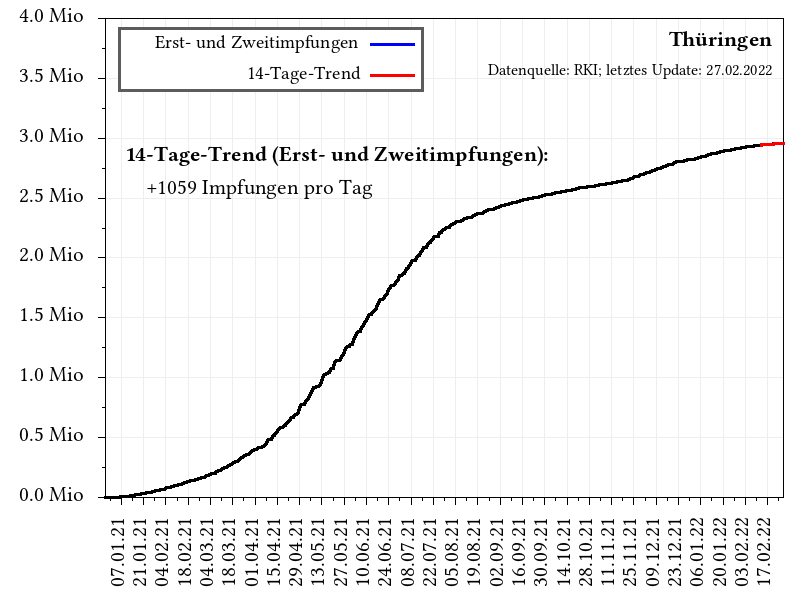 4.0 Mio
3.5 Mio
3.0 Mio
2.5 Mio
2.0 Mio
1.5 Mio
1.0 Mio
0.5 Mio
0.0 Mio
Erst- und Zweitimpfungen
14-Tage-Trend
Thüringen
Datenquelle: RKI; letztes Update: 27.02.2022
14-Tage-Trend (Erst- und Zweitimpfungen):
+1059 Impfungen pro Tag
07.01.21
21.01.21
04.02.21
18.02.21
04.03.21
18.03.21
01.04.21
15.04.21
29.04.21
13.05.21
27.05.21
10.06.21
24.06.21
08.07.21
22.07.21
05.08.21
19.08.21
02.09.21
16.09.21
30.09.21
14.10.21
28.10.21
11.11.21
25.11.21
09.12.21
23.12.21
06.01.22
20.01.22
03.02.22
17.02.22